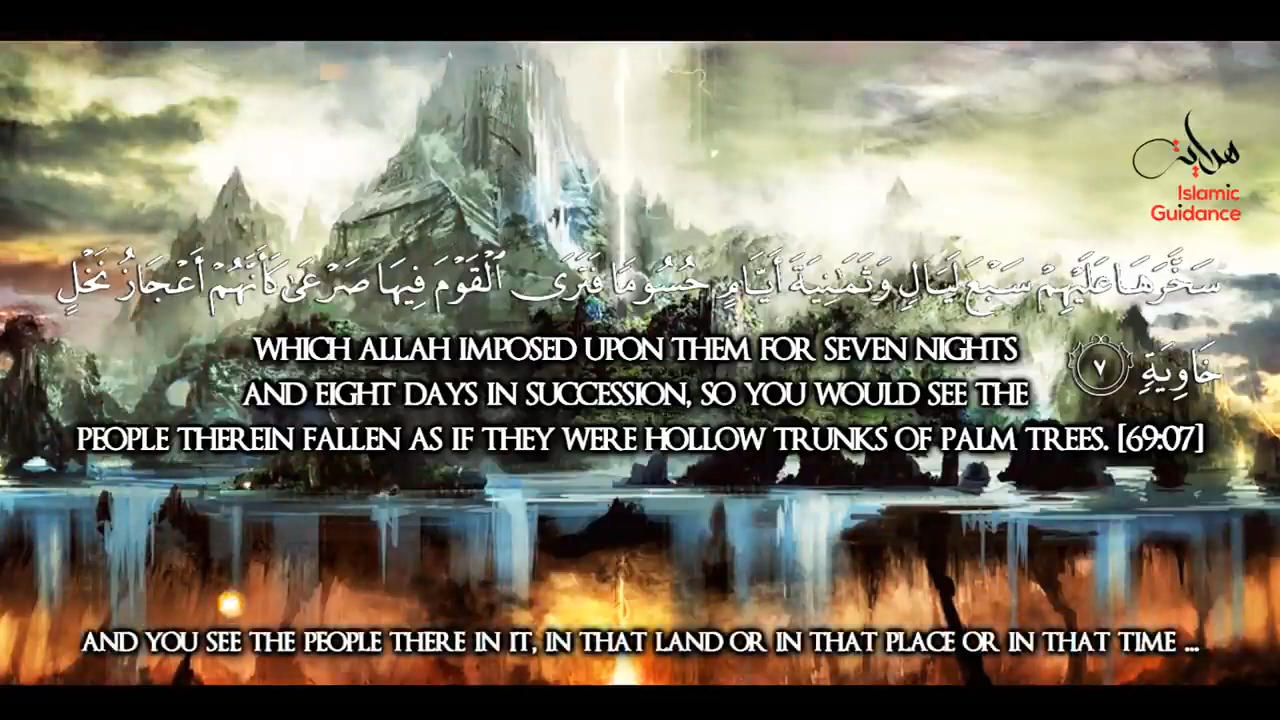 هداية
Islamic
Guidance
سَخَّرَهَا عَلَيْهِمْ سَبْعَ لَيَالٍ وَثَمَٰنِيَةَ أَيَّامٍ حُسُومًا فَتَرَى ٱلْقَوْمَ فِيهَا صَرْعَىٰ كَأَنَّهُمْ أَعْجَازُ نَخْلٍ
خَاوِيَةٍ ٧
WHICH ALLAH IMPOSED UPON THEM FOR SEVEN NIGHTS
AND EIGHT DAYS IN SUCCESSION, SO YOU WOULD SEE THE
PEOPLE THEREIN FALLEN AS IF THEY WERE HOLLOW TRUNKS OF PALM TREES. [69:07]
AND YOU SEE THE PEOPLE THERE IN IT, IN THAT LAND OR IN THAT PLACE OR IN THAT TIME ...